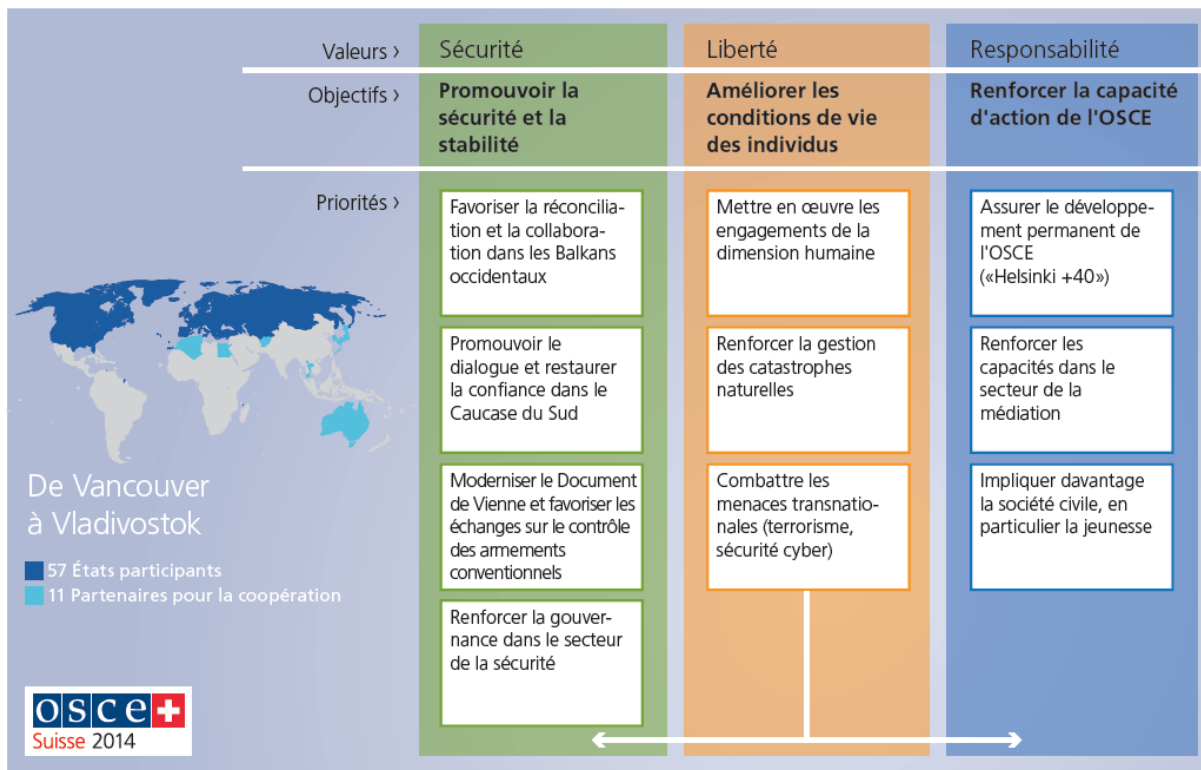 Valeurs ›
Sécurité
Liberté
Responsabilité
Objectifs ›
Promouvoir la
sécurité et la
stabilité
Améliorer les
conditions de vie
des individus
Renforcer la capacité
d'action de l'OSCE
Priorités ›
Favoriser la réconcilia-
tion et la collabora-
tion dans les Balkans
occidentaux
Promouvoir le
dialogue et restaurer
la confiance dans le
Caucase du Sud
Moderniser le Document
de Vienne et favoriser les
échanges sur le contrôle
des armements
conventionnels
Renforcer la gouver-
nance dans le secteur
de la sécurité
Mettre en œuvre les
engagements de la
dimension humaine
Renforcer la gestion
des catastrophes
naturelles
Combattre les
menaces transnatio-
nales (terrorisme,
sécurité cyber)
Assurer le développe-
ment permanent de
l'OSCE
(«Helsinki +40»)
Renforcer les
capacités dans le
secteur de la
médiation
Impliquer davantage
la société civile, en
particulier la jeunesse
De Vancouver
à Vladivostok
57 États participants
11 Partenaires pour la coopération
osce
Suisse 2014